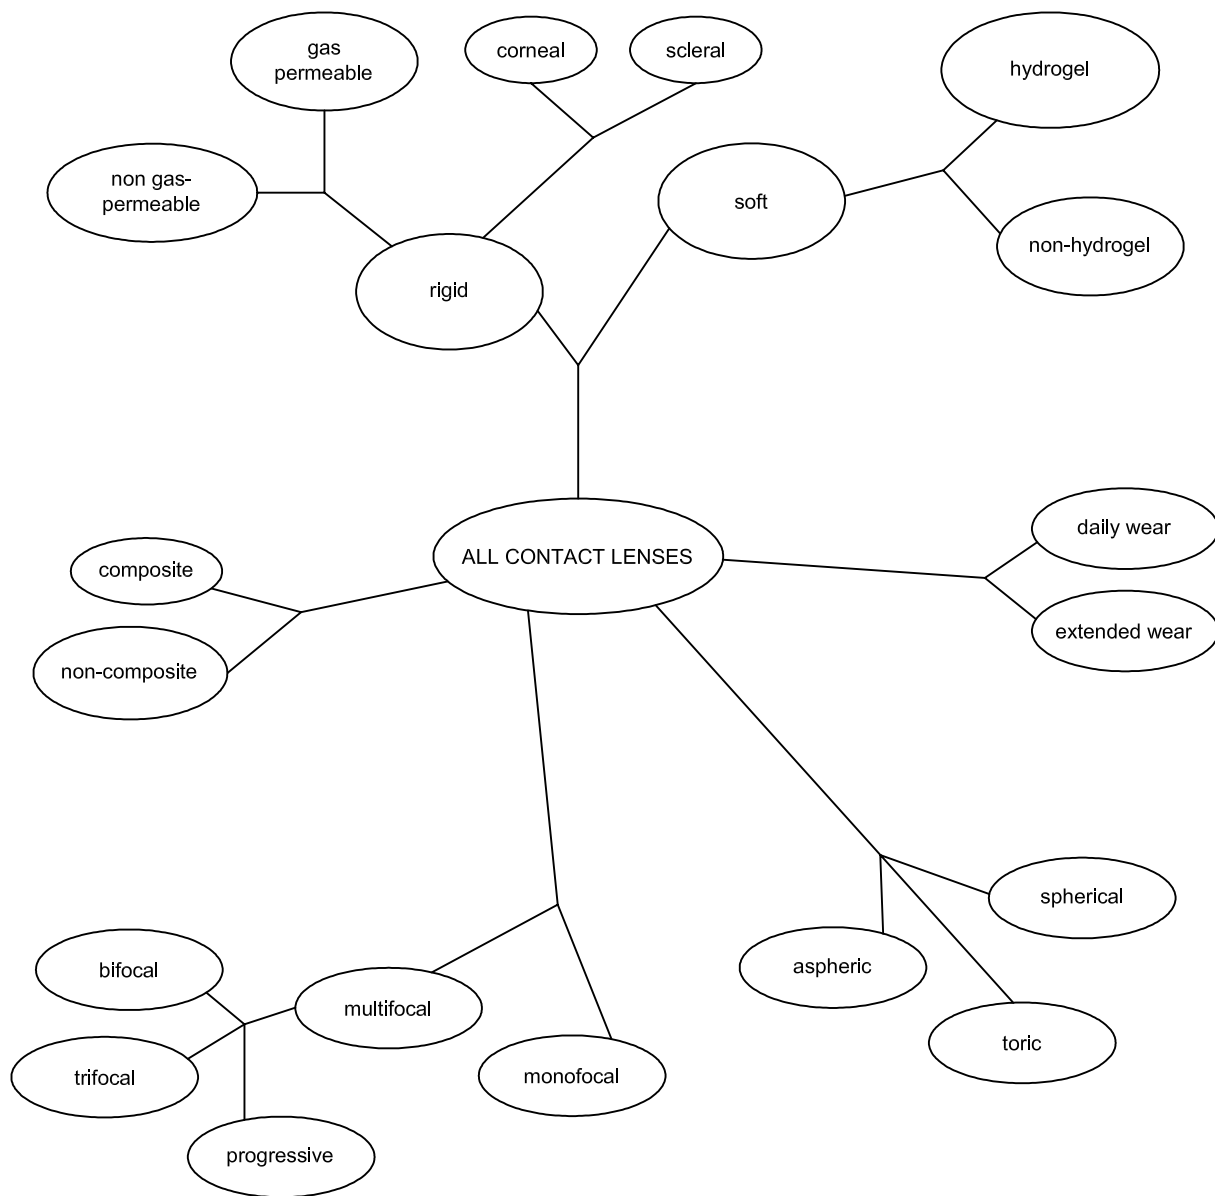 gas
permeable
corneal
scleral
hydrogel
non gas-
permeable
soft
non-hydrogel
rigid
ALL CONTACT LENSES
daily wear
composite
extended wear
non-composite
spherical
bifocal
aspheric
multifocal
toric
trifocal
monofocal
progressive